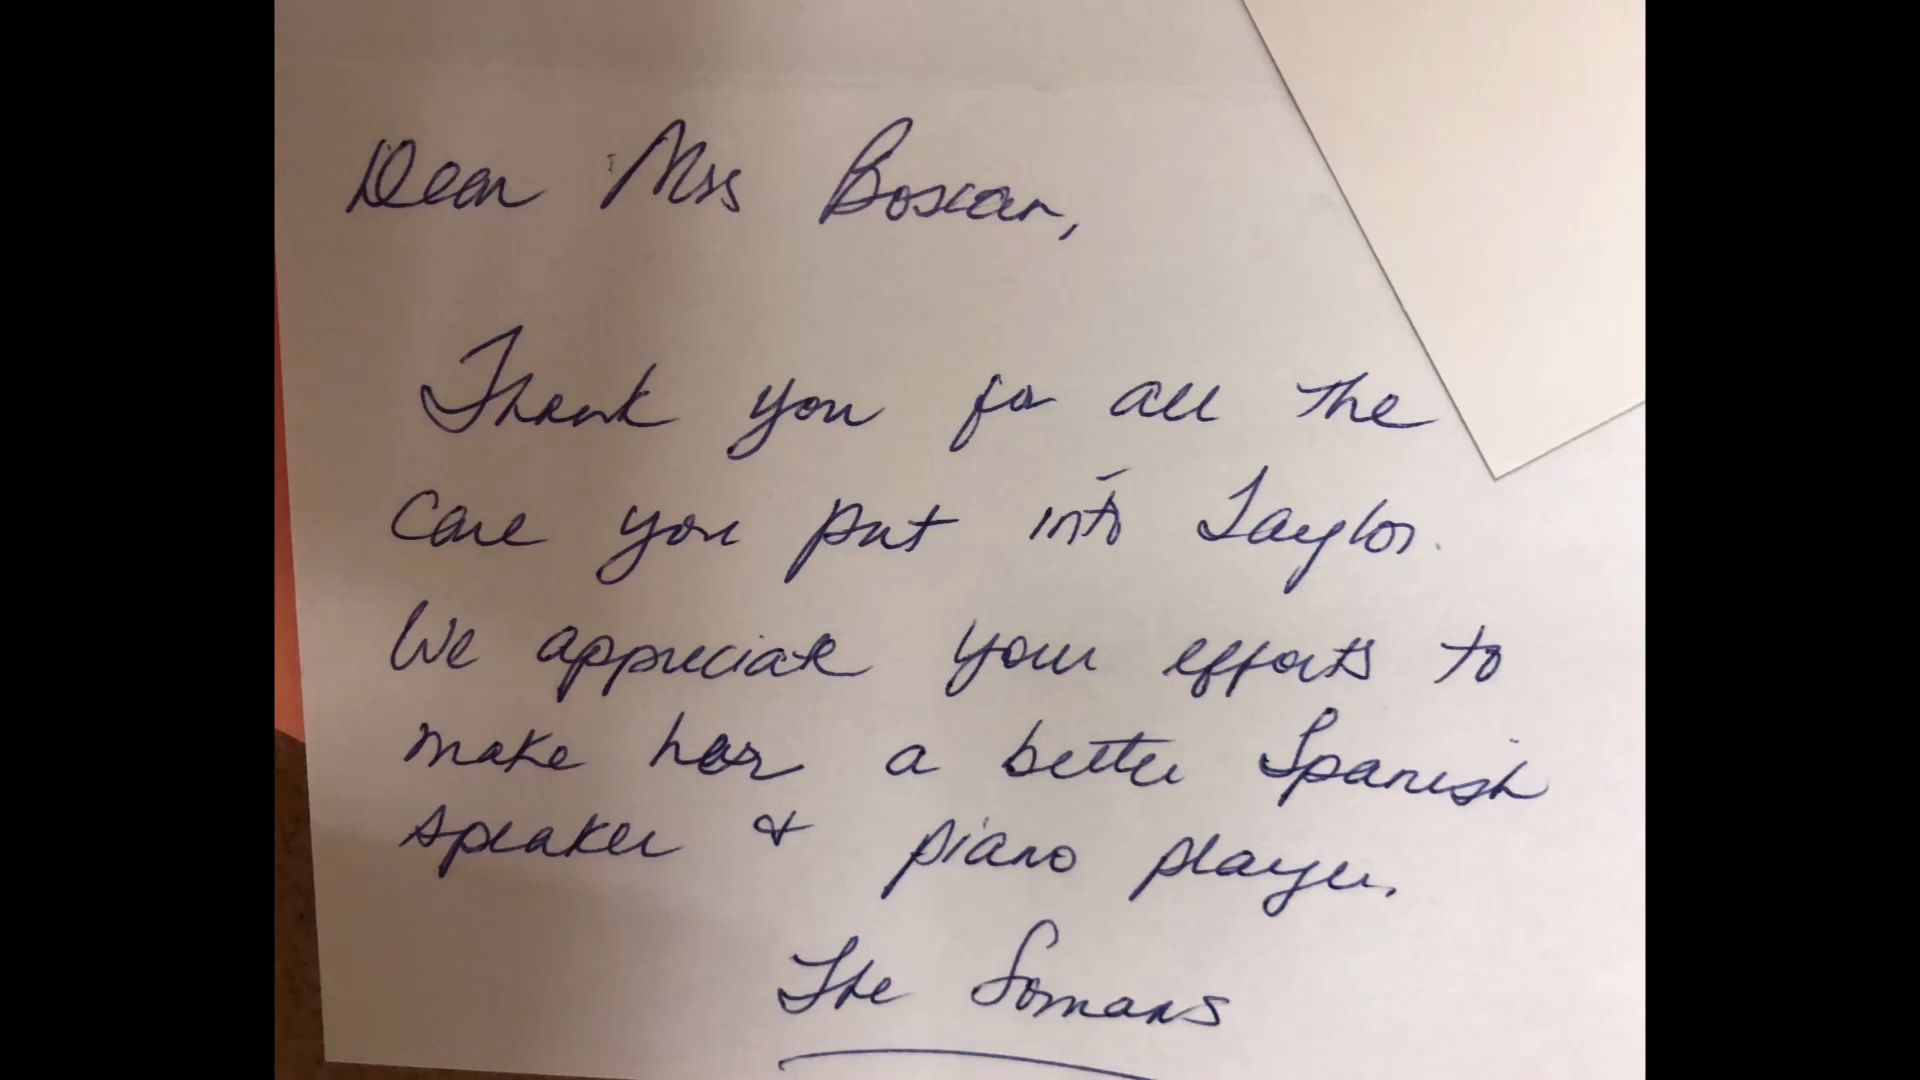 Dear Mrs Boscan,
Thank you for all the
care you put into Taylor.
We appreciate your efforts to
make her a better Spanish
speaker & piano player.
The Somans